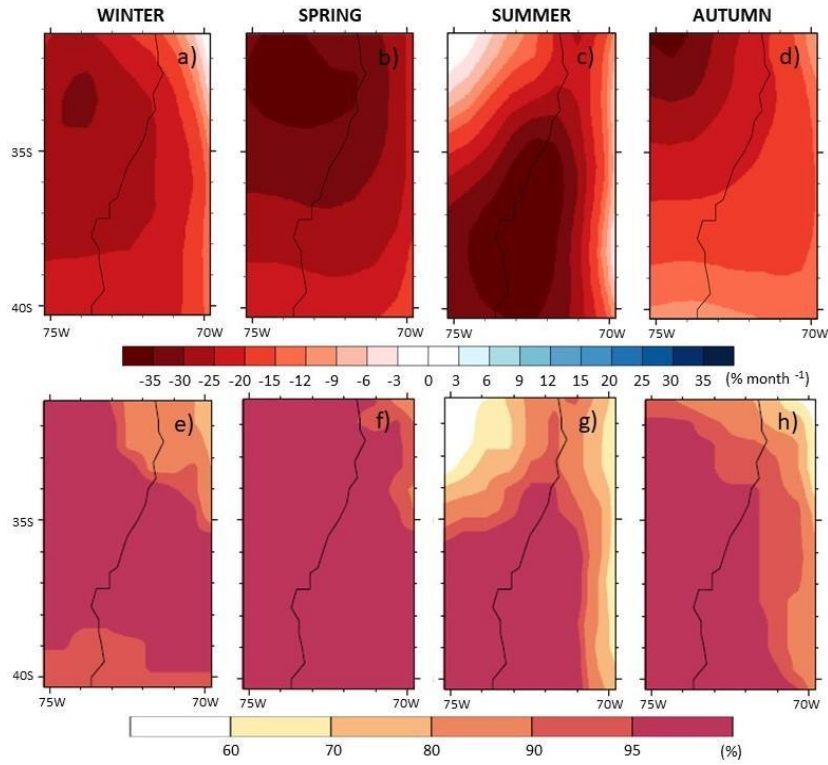 WINTER SPRING SUMMER AUTUMN
a) b) c) d)
35S
40S
75W 70W 75W 70W 75W 70W 75W 70W
-35 -30 -25 -20 -15 -12 -9 -6 -3 0 3 6 9 12 15 20 25 30 35 (% month -1)
e) f) g) h)
35S
40S
75W 70W 75W 70W 75W 70W 75W 70W
60 70 80 90 95 (%)